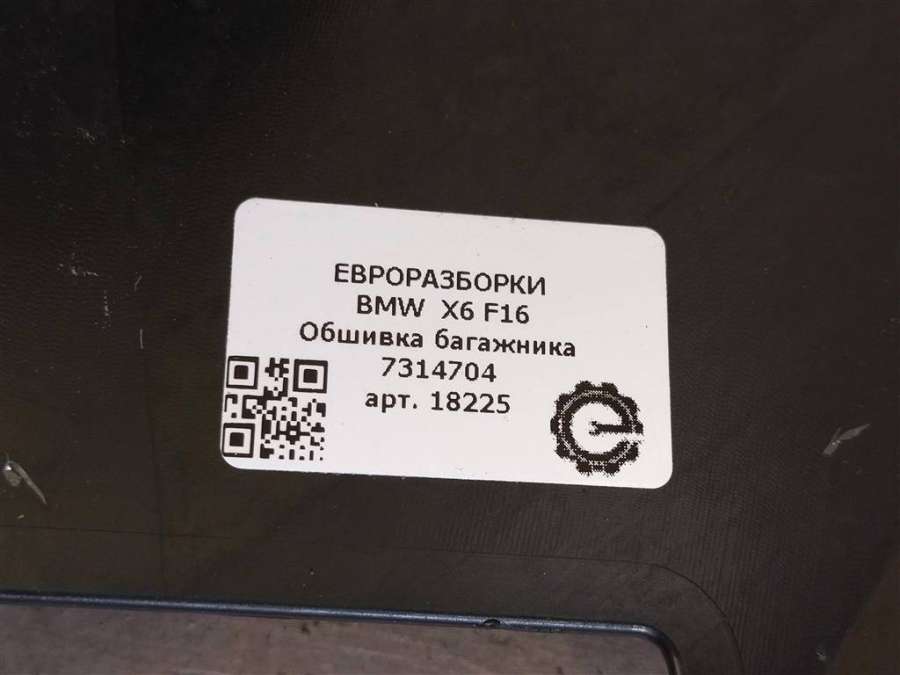 ЕВРОРАЗБОРКИ
BMW X6 F16
Обшивка багажника
7314704
арт. 18225